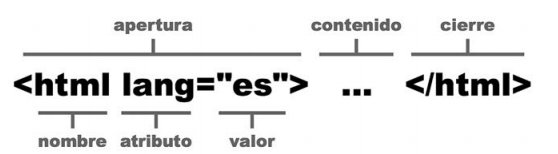 apertura contenido cierre
<html lang="es"> ... </html>
nombre atributo valor